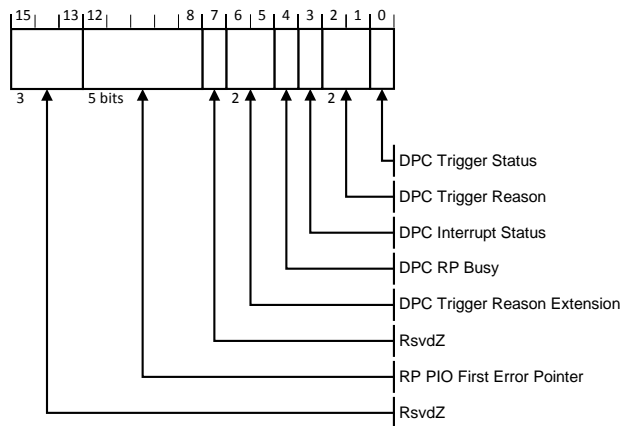 15 13 12 8 7 6 5 4 3 2 1 0
3 5 bits 2 2
DPC Trigger Status
DPC Trigger Reason
DPC Interrupt Status
DPC RP Busy
DPC Trigger Reason Extension
RsvdZ
RP PIO First Error Pointer
RsvdZ